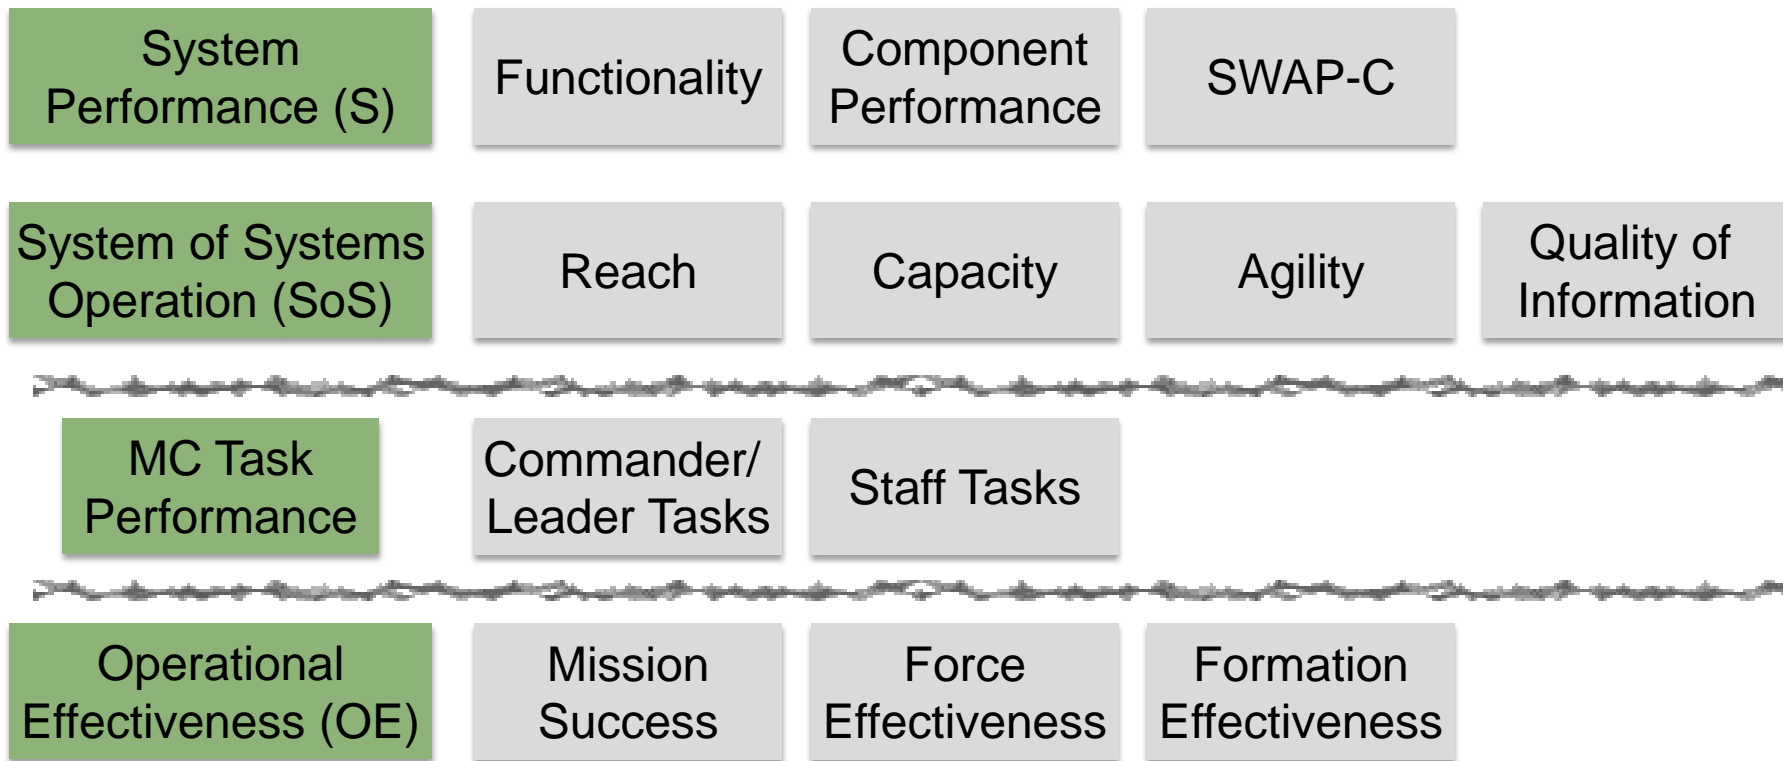 System
Performance (S)
Functionality
Component
Performance
SWAP-C
System of Systems
Operation (SoS)
Reach
Capacity
Agility
Quality of
Information
MC Task
Performance
Commander/
Leader Tasks
Staff Tasks
Operational
Effectiveness (OE)
Mission
Success
Force
Effectiveness
Formation
Effectiveness